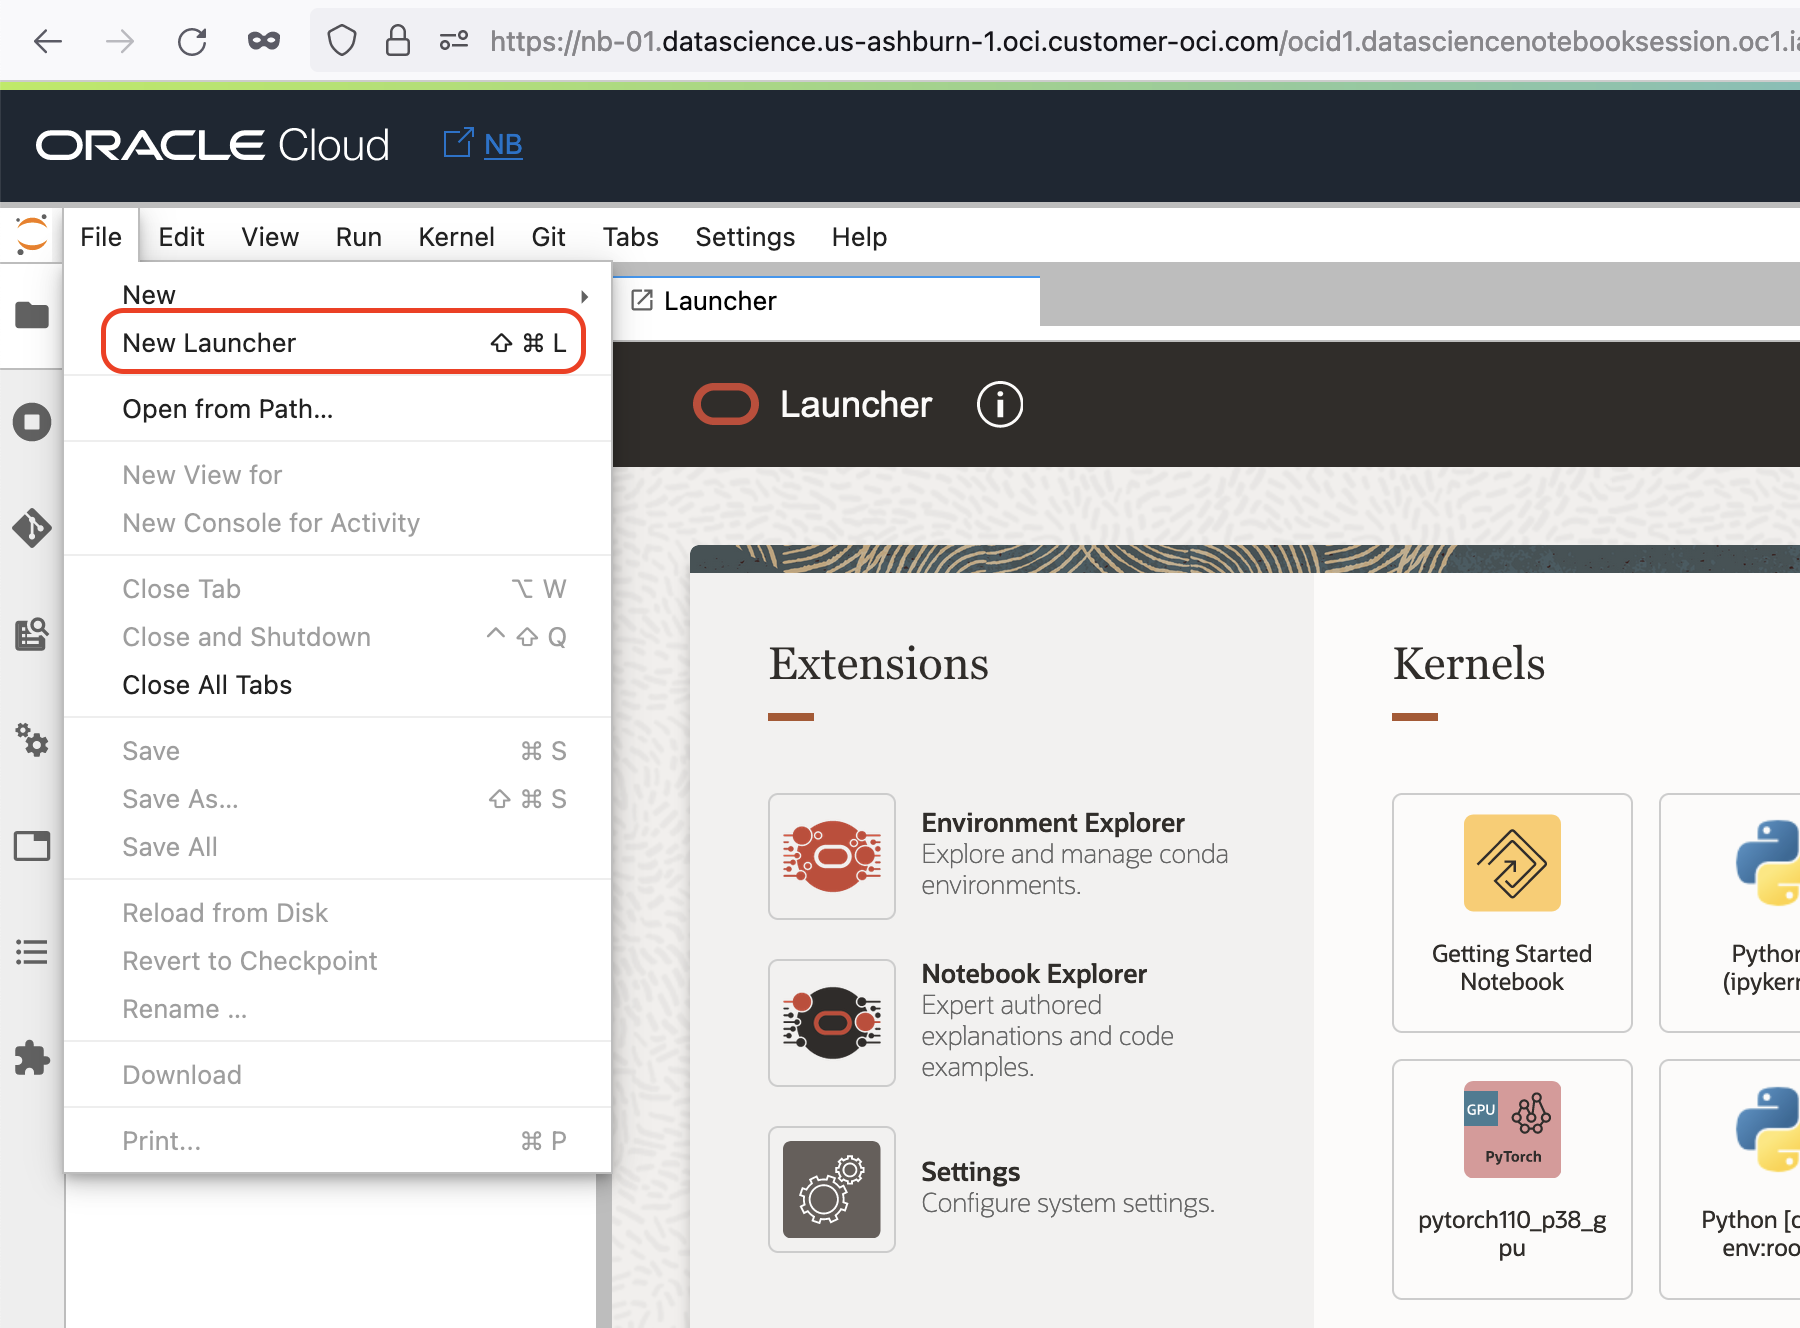 https://nb-01.datascience.us-ashburn-1.oci.customer-oci.com/ocid1.datasciencenotebooksession.oc1.ia
ORACLE Cloud NB
File Edit View Run Kernel Git Tabs Settings Help
New
New Launcher ⇧ ⌘ L
Open from Path...
New View for
New Console for Activity
Close Tab ⌥ W
Close and Shutdown ^ ⇧ Q
Close All Tabs
Save ⌘ S
Save As... ⇧ ⌘ S
Save All
Reload from Disk
Revert to Checkpoint
Rename ...
Download
Print... ⌘ P
Launcher
Launcher
Extensions
Environment Explorer
Explore and manage conda
environments.
Notebook Explorer
Expert authored
explanations and code
examples.
Settings
Configure system settings.
Kernels
Getting Started
Notebook
Python
(ipykern
GPU
PyTorch
pytorch110_p38_g
pu
Python [c
env:roo